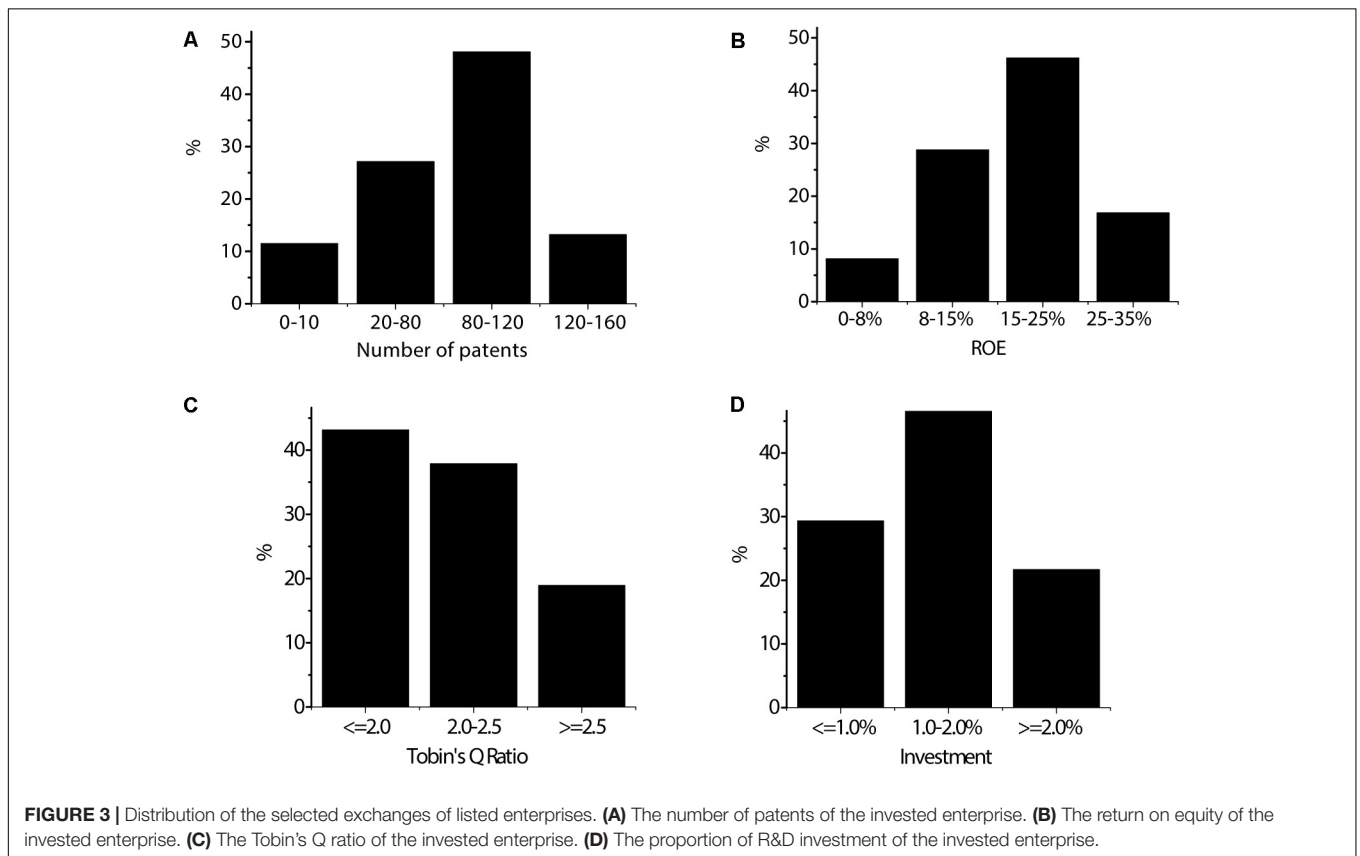 A
50
40
30
20
10
0
%
0-10 20-80 80-120 120-160
Number of patents
B
50
40
30
20
10
0
%
0-8% 8-15% 15-25% 25-35%
ROE
C
40
30
20
10
0
%
<=2.0 2.0-2.5 >=2.5
Tobin's Q Ratio
D
40
30
20
10
0
%
<=1.0% 1.0-2.0% >=2.0%
Investment
FIGURE 3 | Distribution of the selected exchanges of listed enterprises. (A) The number of patents of the invested enterprise. (B) The return on equity of the
invested enterprise. (C) The Tobin's Q ratio of the invested enterprise. (D) The proportion of R&D investment of the invested enterprise.